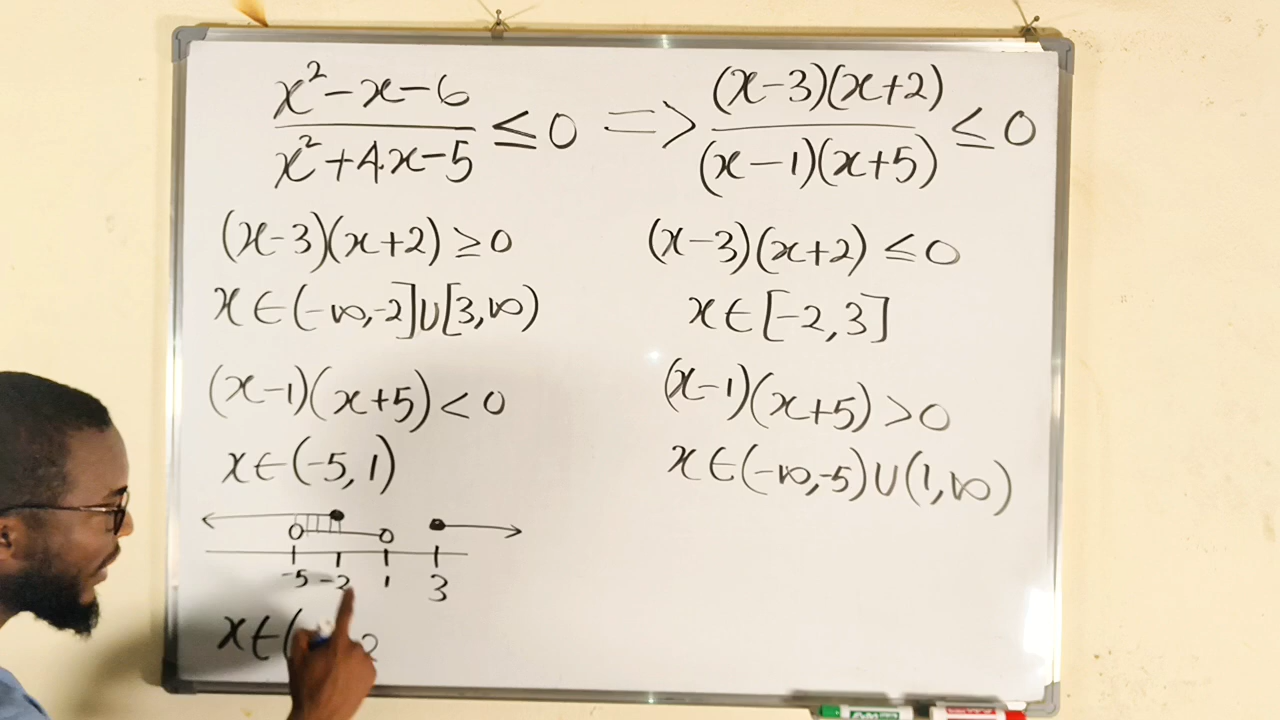 x²-x-6 / x²+4x-5 ≤ 0 => (x-3)(x+2) / (x-1)(x+5) ≤ 0
(x-3)(x+2) ≥ 0
x∈(-∞,-2]∪[3,∞)
(x-1)(x+5) < 0
x∈(-5,1)
-5 -2 1 3
x∈(
(x-3)(x+2) ≤ 0
x∈[-2,3]
(x-1)(x+5) > 0
x∈(-∞,-5)∪(1,∞)